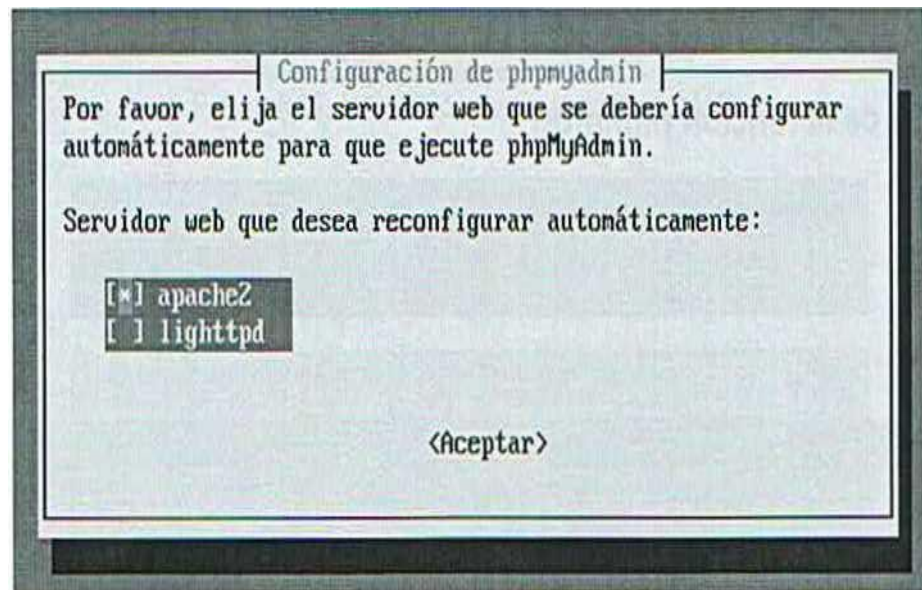 Configuración de phpmyadmin
Por favor, elija el servidor web que se debería configurar
automáticamente para que ejecute phpMyAdmin.
Servidor web que desea reconfigurar automáticamente:
[*] apache2
[ ] lighttpd
<Aceptar>